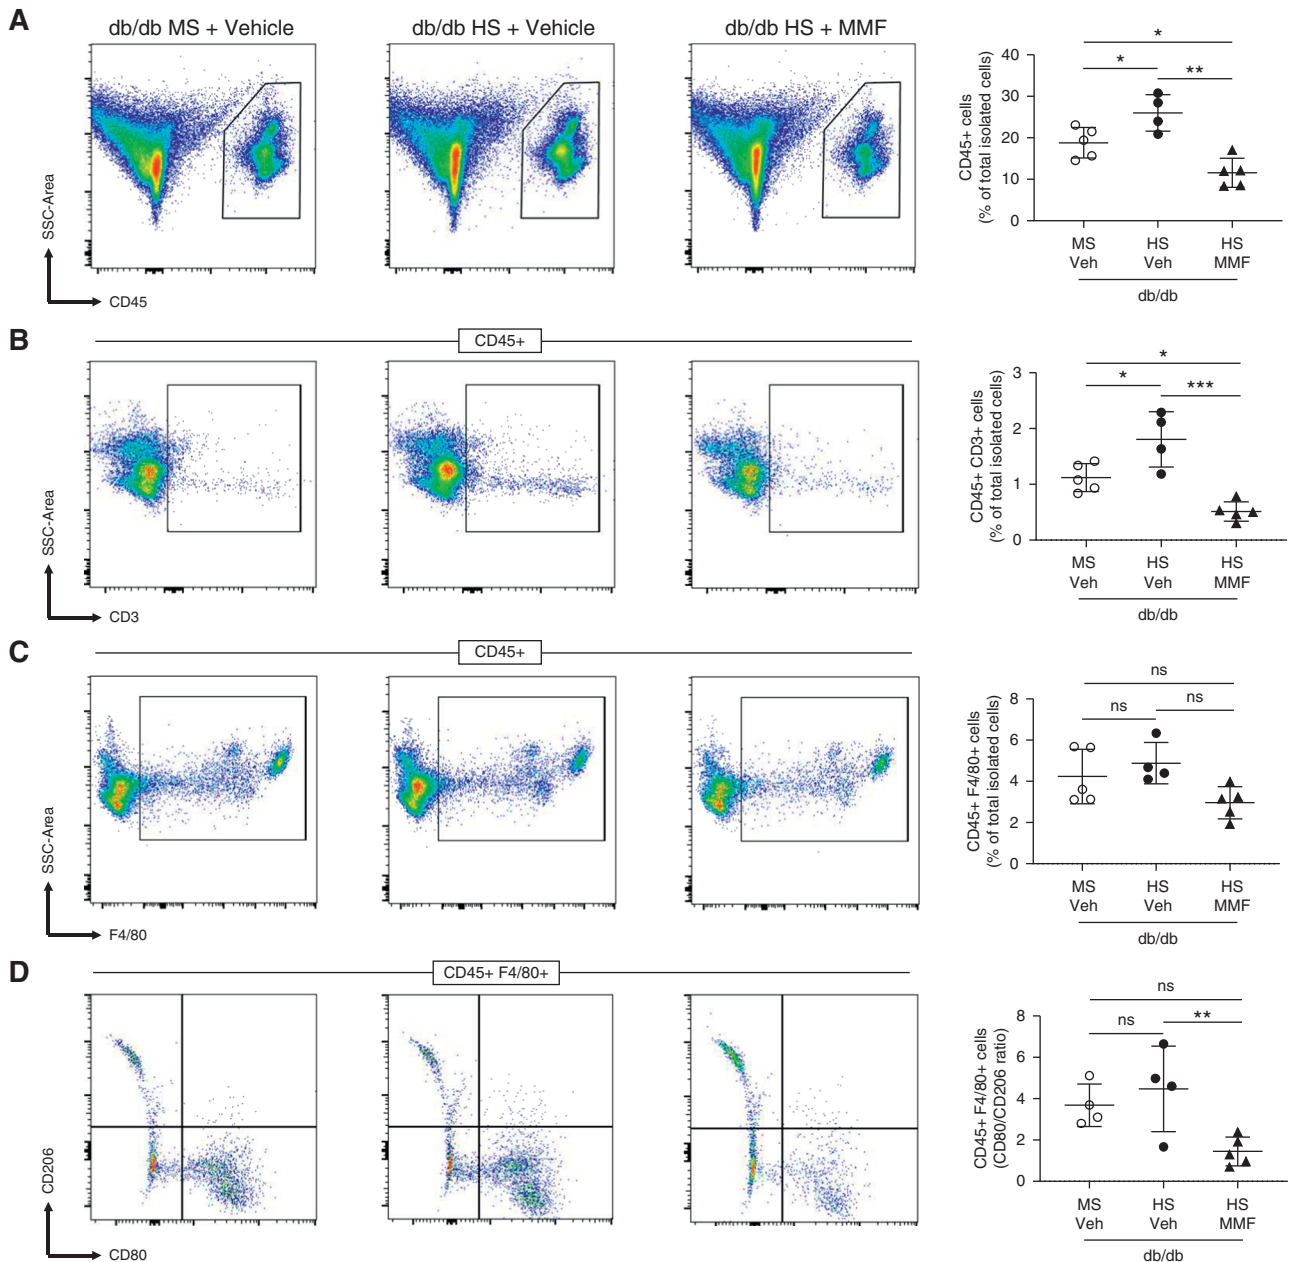 A
db/db MS + Vehicle
db/db HS + Vehicle
db/db HS + MMF
SSC-Area
CD45
CD45+ cells
(% of total isolated cells)
40
30
20
10
0
*
*
**
MS
Veh
HS
Veh
HS
MMF
db/db
B
CD45+
SSC-Area
CD3
CD45+ CD3+ cells
(% of total isolated cells)
3
2
1
0
*
*
***
MS
Veh
HS
Veh
HS
MMF
db/db
C
CD45+
SSC-Area
F4/80
CD45+ F4/80+ cells
(% of total isolated cells)
8
6
4
2
0
ns
ns
ns
MS
Veh
HS
Veh
HS
MMF
db/db
D
CD45+ F4/80+
CD206
CD80
CD45+ F4/80+ cells
(CD80/CD206 ratio)
8
6
4
2
0
ns
ns
**
MS
Veh
HS
Veh
HS
MMF
db/db